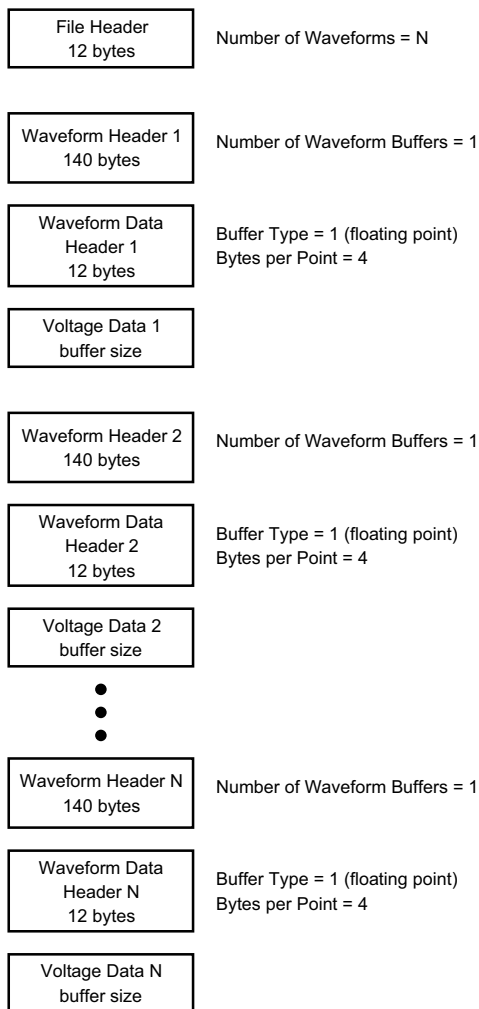 File Header
12 bytes
Number of Waveforms = N
Waveform Header 1
140 bytes
Number of Waveform Buffers = 1
Waveform Data
Header 1
12 bytes
Buffer Type = 1 (floating point)
Bytes per Point = 4
Voltage Data 1
buffer size
Waveform Header 2
140 bytes
Number of Waveform Buffers = 1
Waveform Data
Header 2
12 bytes
Buffer Type = 1 (floating point)
Bytes per Point = 4
Voltage Data 2
buffer size
Waveform Header N
140 bytes
Number of Waveform Buffers = 1
Waveform Data
Header N
12 bytes
Buffer Type = 1 (floating point)
Bytes per Point = 4
Voltage Data N
buffer size